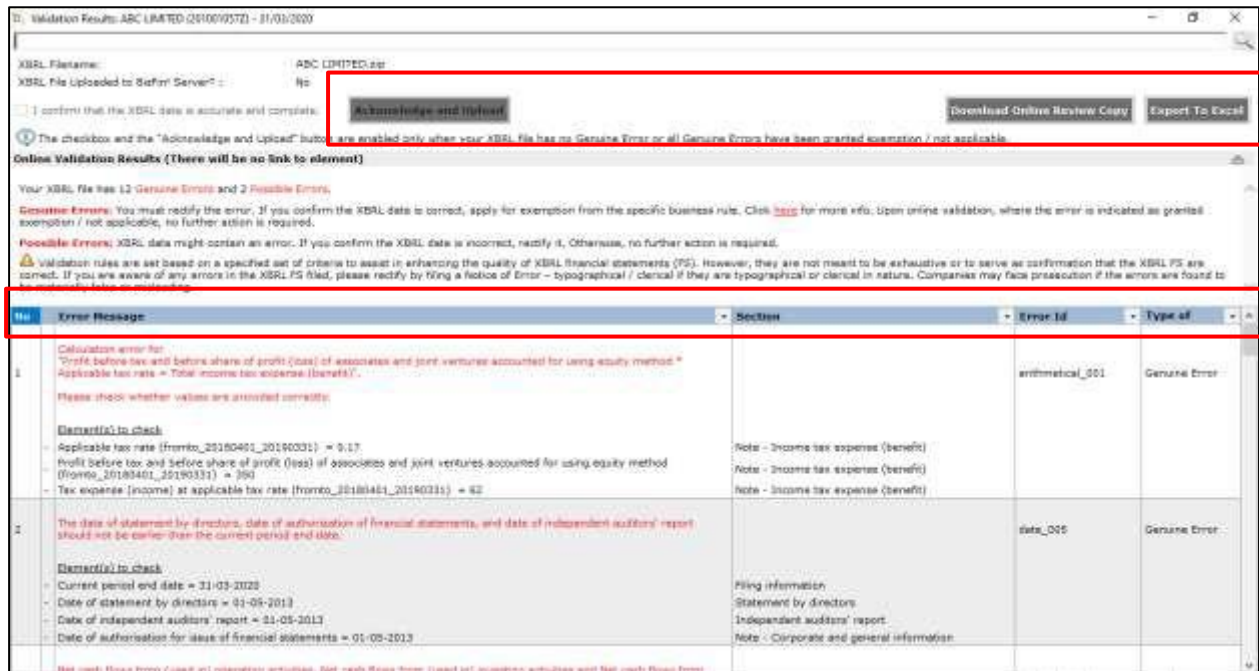 Validation Results: ABC LIMITED (201001057Z) - 31/03/2020
XBRL Filename: ABC LIMITED.zip
XBRL File Uploaded to BizFin Server? : No
I confirm that the XBRL data is accurate and complete. Acknowledge and Upload Download Online Review Copy Export To Excel
The checkbox and the "Acknowledge and Upload" button are enabled only when your XBRL file has no Genuine Error or all Genuine Errors have been granted exemption / not applicable.
Online Validation Results (There will be no link to element)
Your XBRL file has 12 Genuine Errors and 2 Possible Errors.
Genuine Errors: You must rectify the error. If you confirm the XBRL data is correct, apply for exemption from the specific business rule. Click here for more info. Upon online validation, where the error is indicated as granted
exemption / not applicable, no further action is required.
Possible Errors: XBRL data might contain an error. If you confirm the XBRL data is incorrect, rectify it, Otherwise, no further action is required.
Validation rules are set based on a specified set of criteria to assist in enhancing the quality of XBRL financial statements (FS). However, they are not meant to be exhaustive or to serve as confirmation that the XBRL FS are
correct. If you are aware of any errors in the XBRL FS filed, please rectify by filing a Notice of Error – typographical / clerical if they are typographical or clerical in nature. Companies may face prosecution if the errors are found to
be materially false or misleading.
No Error Message Section Error Id Type of
Calculation error for
"Profit before tax and before share of profit (loss) of associates and joint ventures accounted for using equity method *
1 Applicable tax rate = Total income tax expense (benefit)". arithmetical_001 Genuine Error
Please check whether values are provided correctly.
Element(s) to check
- Applicable tax rate (fromto_20180401_20190331) = 0.17 Note - Income tax expense (benefit)
- Profit before tax and before share of profit (loss) of associates and joint ventures accounted for using equity method
(fromto_20180401_20190331) = 350 Note - Income tax expense (benefit)
- Tax expense (income) at applicable tax rate (fromto_20180401_20190331) = 62 Note - Income tax expense (benefit)
2 The date of statement by directors, date of authorisation of financial statements, and date of independent auditors' report
should not be earlier than the current period end date. date_005 Genuine Error
Element(s) to check
- Current period end date = 31-03-2020 Filing information
- Date of statement by directors = 01-05-2013 Statement by directors
- Date of independent auditors' report = 01-05-2013 Independent auditors' report
- Date of authorisation for issue of financial statements = 01-05-2013 Note - Corporate and general information